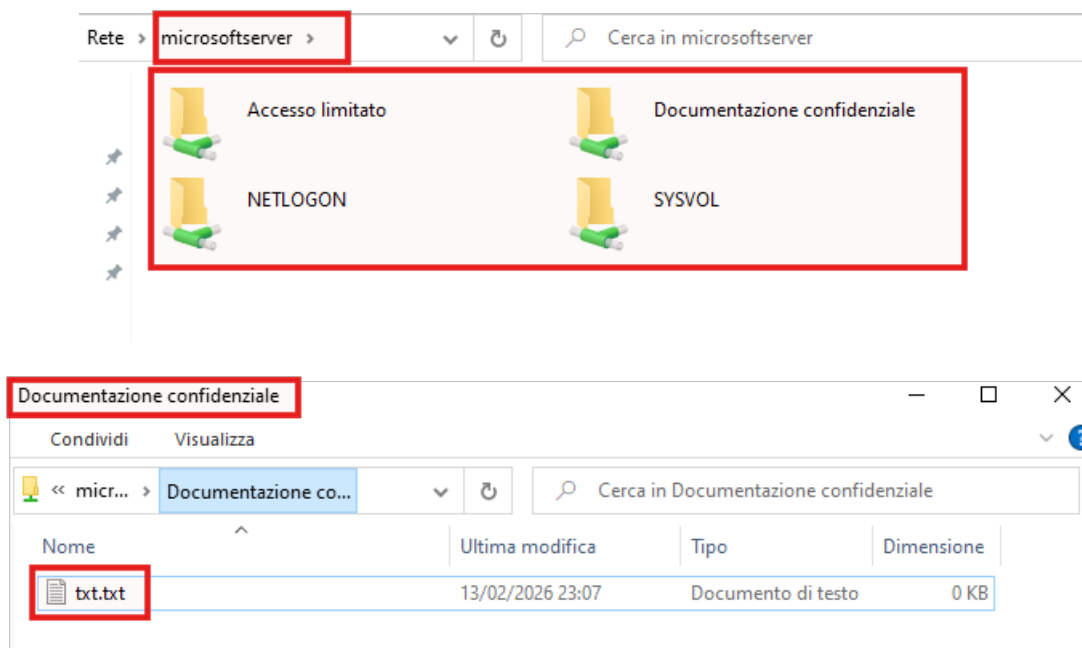 Rete > microsoftserver > Cerca in microsoftserver
Accesso limitato Documentazione confidenziale
NETLOGON SYSVOL
Documentazione confidenziale
Condividi Visualizza ?
« micr... > Documentazione co... Cerca in Documentazione confidenziale
Nome Ultima modifica Tipo Dimensione
txt.txt 13/02/2026 23:07 Documento di testo 0 KB